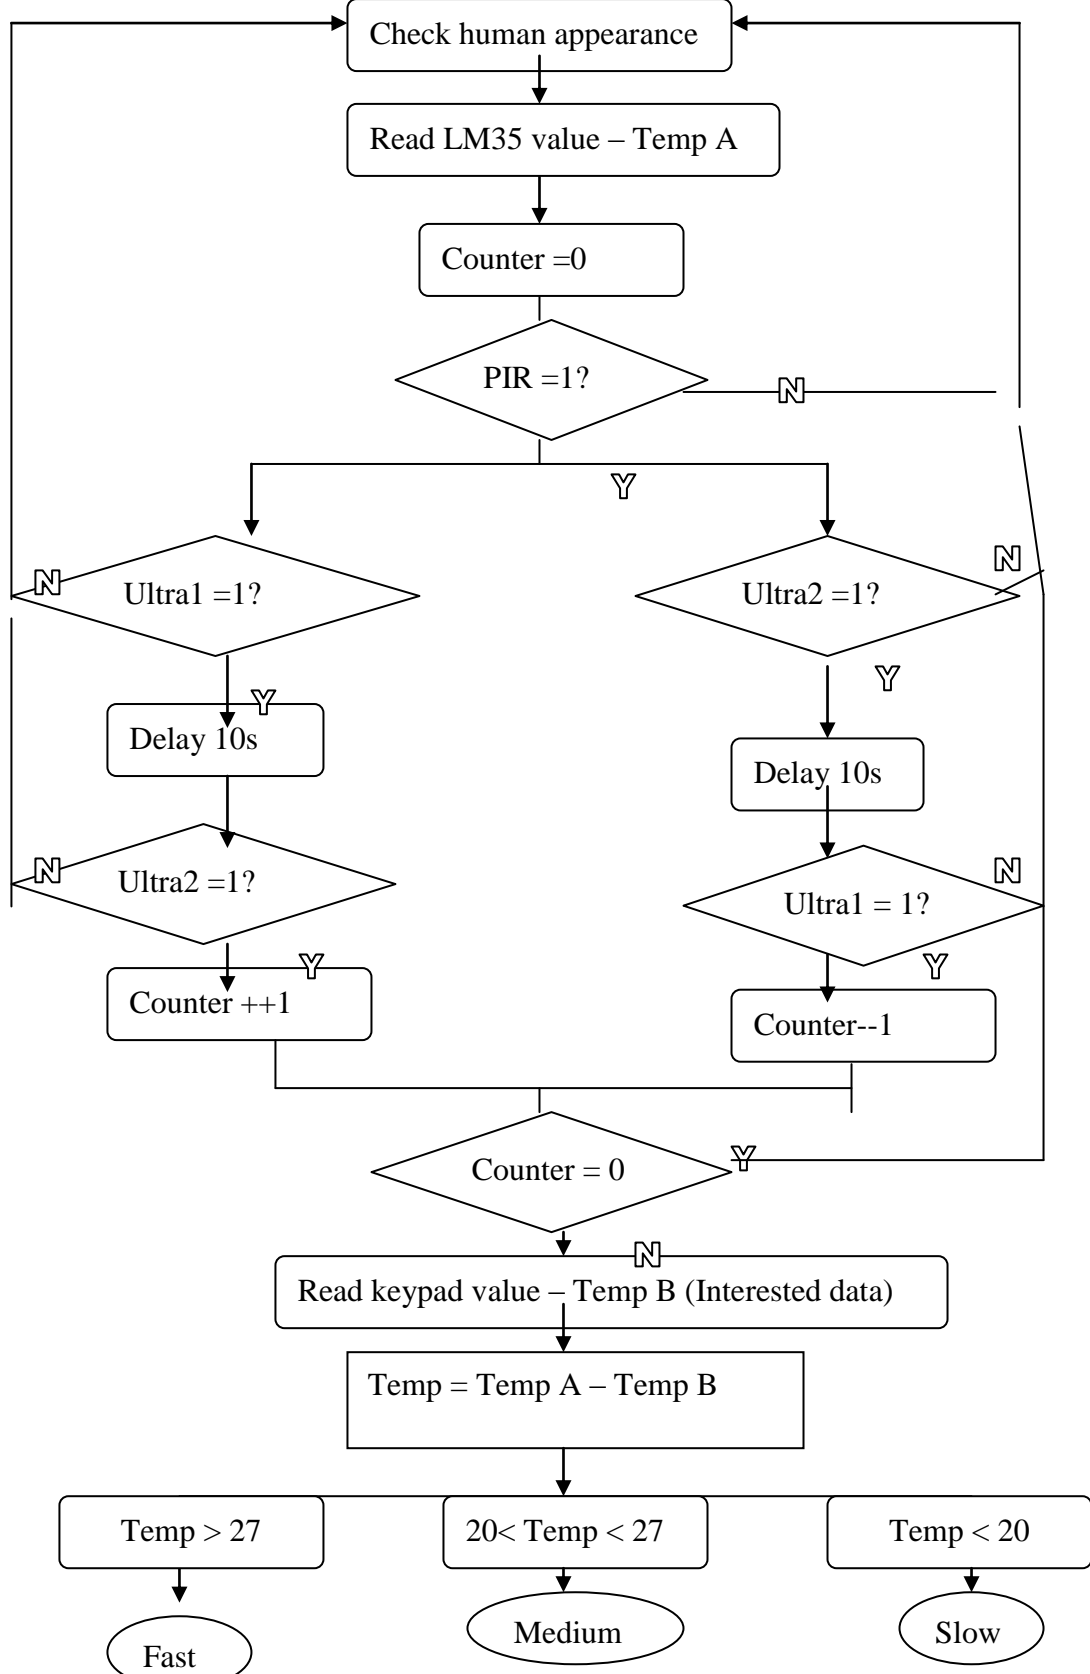 Check human appearance
Read LM35 value – Temp A
Counter =0
PIR =1?
N
Y
Ultra1 =1?
N
Ultra2 =1?
N
Y
Y
Delay 10s
Delay 10s
Ultra2 =1?
N
Ultra1 = 1?
N
Y
Y
Counter ++1
Counter--1
Counter = 0
Y
N
Read keypad value – Temp B (Interested data)
Temp = Temp A – Temp B
Temp > 27
20< Temp < 27
Temp < 20
Fast
Medium
Slow